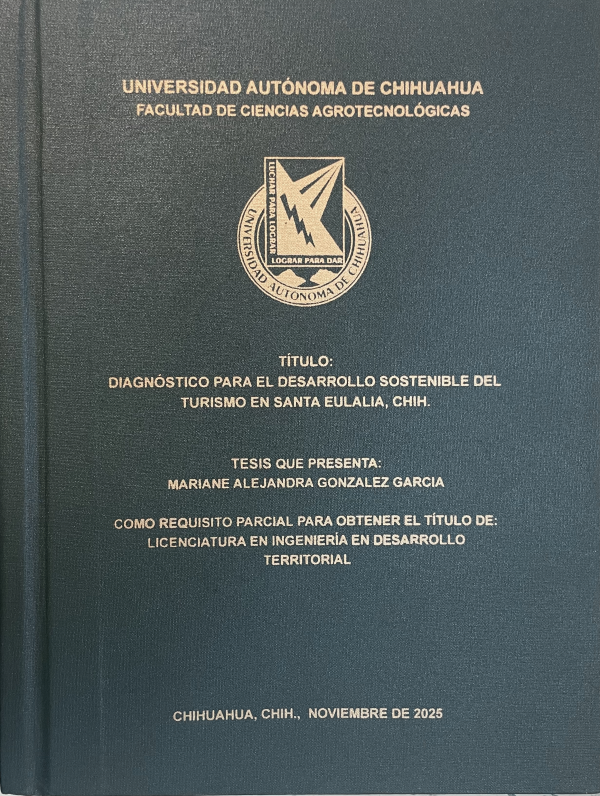 UNIVERSIDAD AUTÓNOMA DE CHIHUAHUA
FACULTAD DE CIENCIAS AGROTECNOLÓGICAS
LUCHAR PARA LOGRAR
LOGRAR PARA DAR
UNIVERSIDAD AUTÓNOMA DE CHIHUAHUA
TÍTULO:
DIAGNÓSTICO PARA EL DESARROLLO SOSTENIBLE DEL
TURISMO EN SANTA EULALIA, CHIH.
TESIS QUE PRESENTA:
MARIANE ALEJANDRA GONZALEZ GARCIA
COMO REQUISITO PARCIAL PARA OBTENER EL TÍTULO DE:
LICENCIATURA EN INGENIERÍA EN DESARROLLO
TERRITORIAL
CHIHUAHUA, CHIH., NOVIEMBRE DE 2025